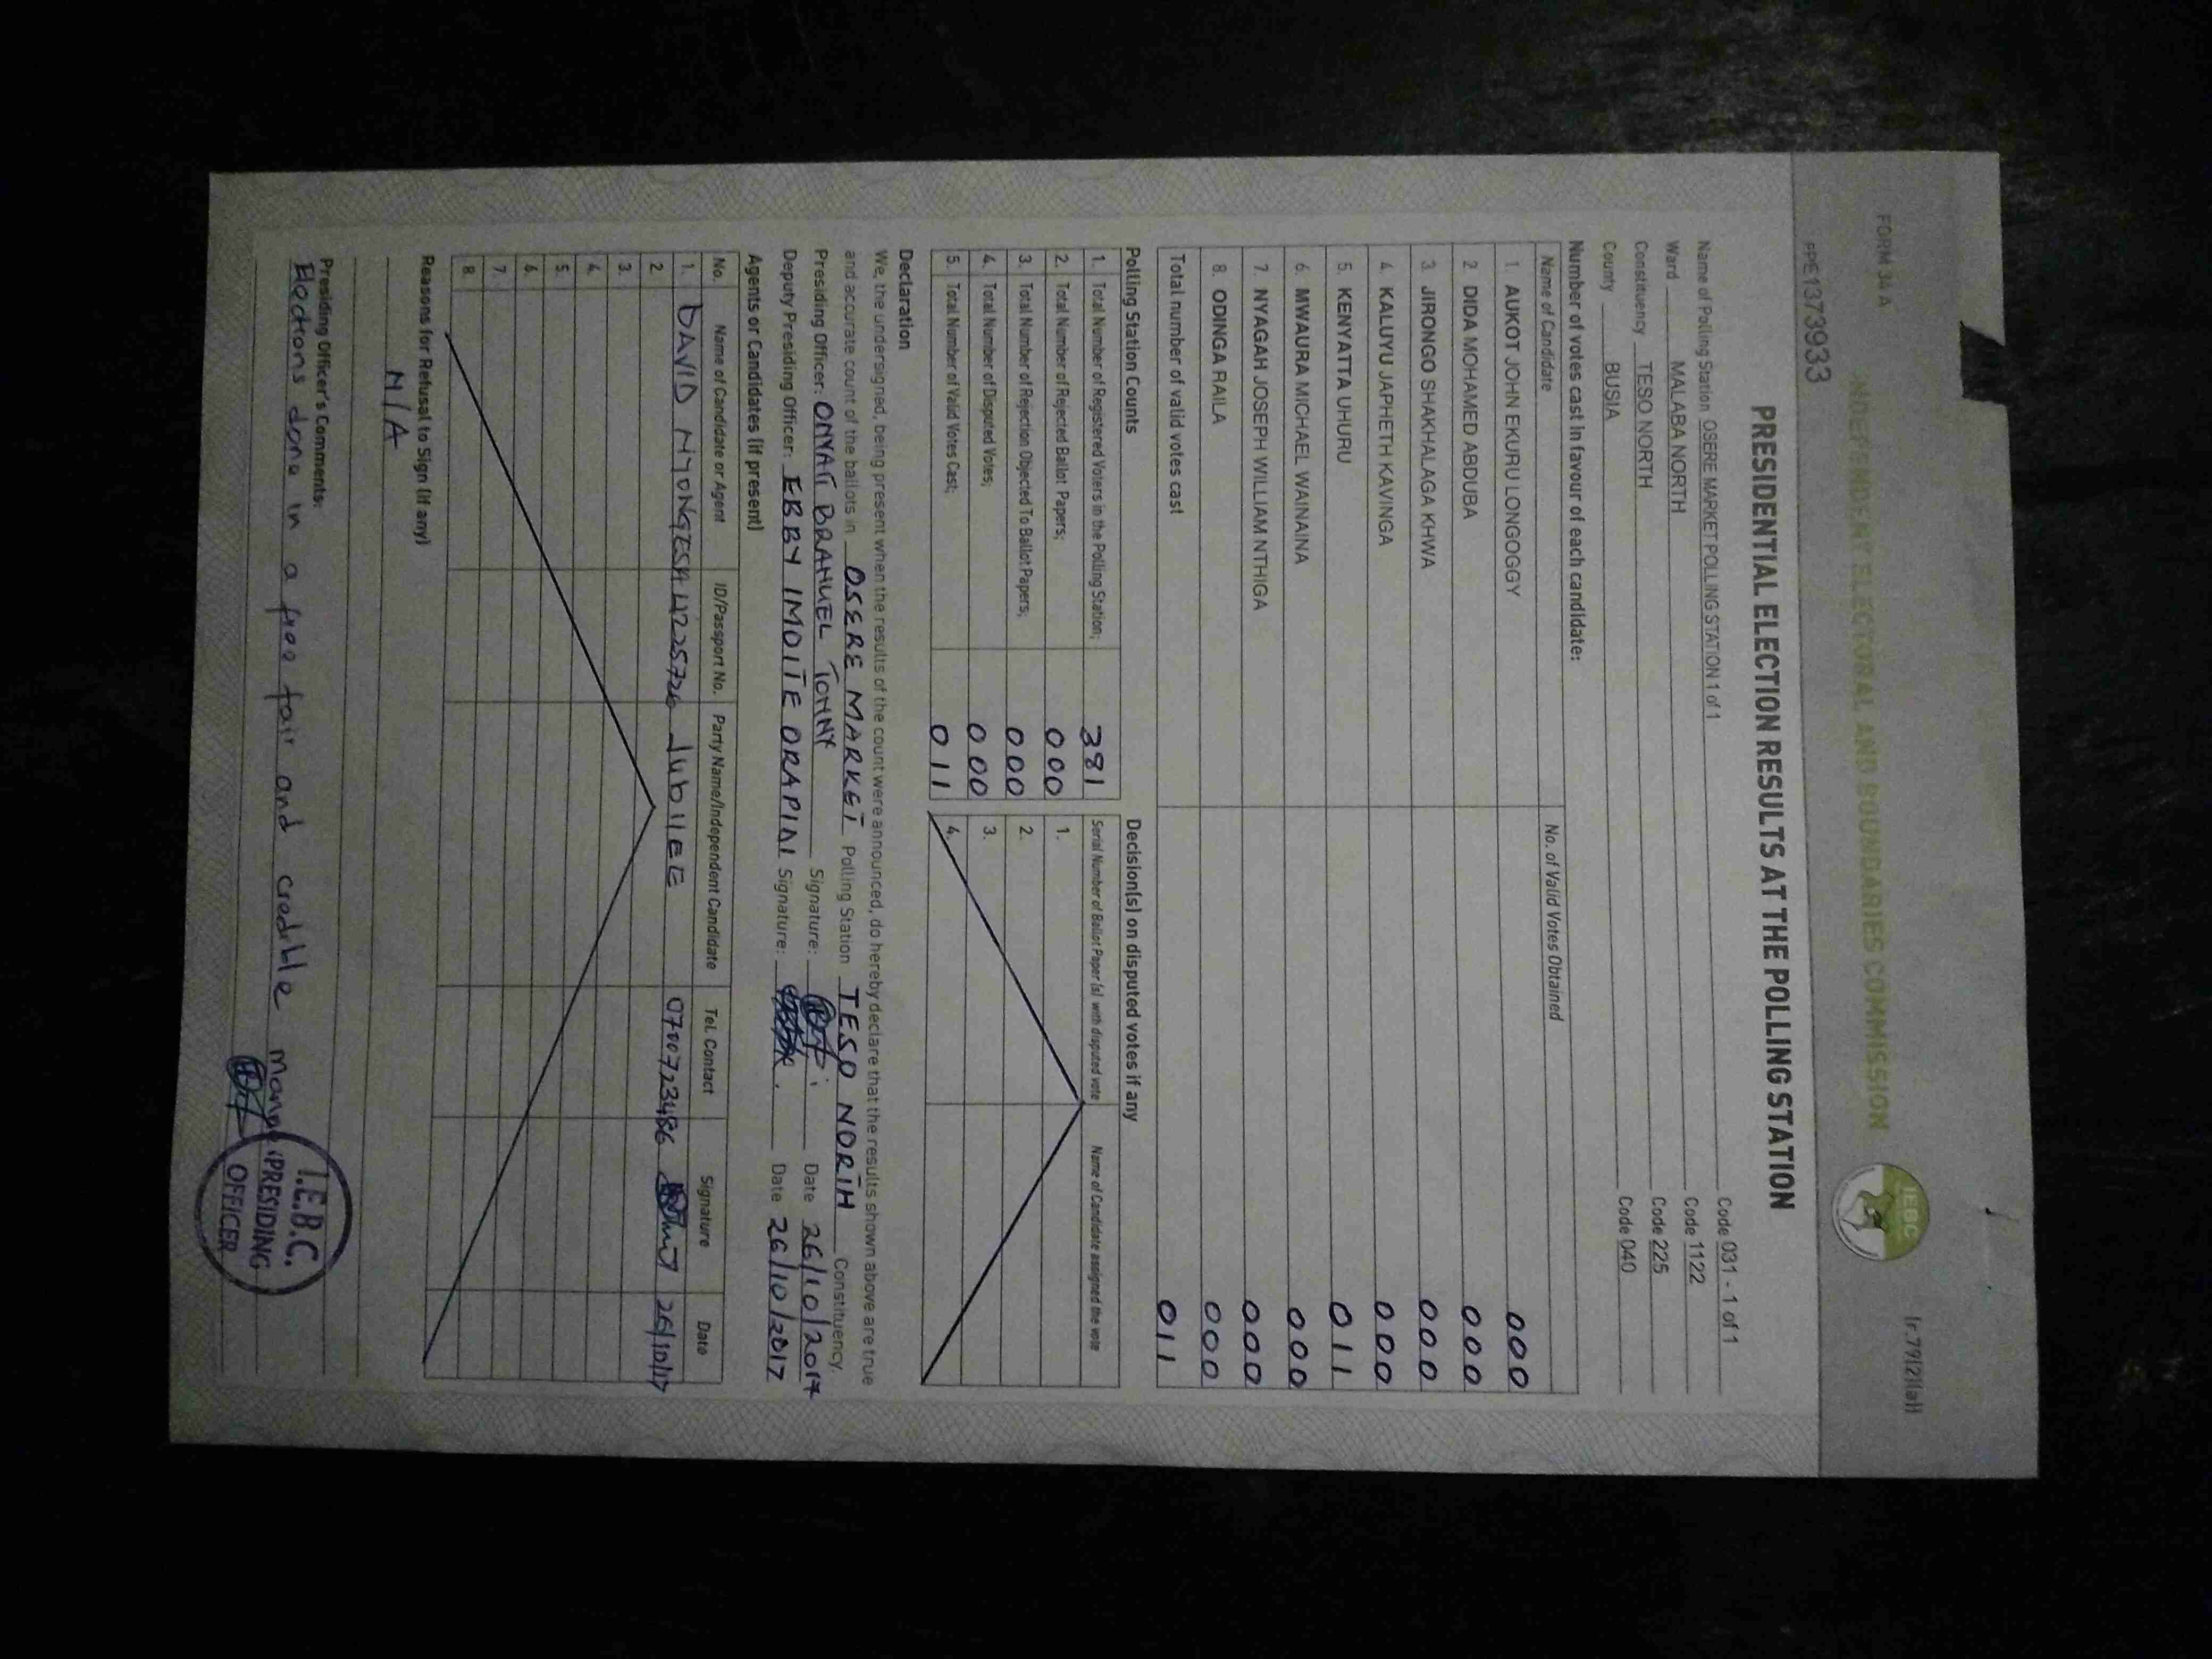 FORM 34 A
[r.79(2)(a)]
INDEPENDENT ELECTORAL AND BOUNDARIES COMMISSION
IEBC
PPE1373933
PRESIDENTIAL ELECTION RESULTS AT THE POLLING STATION
Name of Polling Station OSERE MARKET POLLING STATION 1 of 1 Code 031 - 1 of 1
Ward MALABA NORTH Code 1122
Constituency TESO NORTH Code 225
County BUSIA Code 040
Number of votes cast in favour of each candidate:
Name of Candidate No. of Valid Votes Obtained
1. AUKOT JOHN EKURU LONGOGGY 000
2 DIDA MOHAMED ABDUBA 000
3. JIRONGO SHAKHALAGA KHWA 000
4. KALUYU JAPHETH KAVINGA 000
5. KENYATTA UHURU 011
6. MWAURA MICHAEL WAINAINA 000
7. NYAGAH JOSEPH WILLIAM NTHIGA 000
8. ODINGA RAILA 000
Total number of valid votes cast 011
Polling Station Counts
1. Total Number of Registered Voters in the Polling Station; 381
2. Total Number of Rejected Ballot Papers; 000
3. Total Number of Rejection Objected To Ballot Papers; 000
4. Total Number of Disputed Votes; 000
5. Total Number of Valid Votes Cast; 011
Decision(s) on disputed votes if any
Serial Number of Ballot Paper (s) with disputed vote Name of Candidate assigned the vote
1.
2.
3.
4.
Declaration
We, the undersigned, being present when the results of the count were announced, do hereby declare that the results shown above are true
and accurate count of the ballots in OSERE MARKET Polling Station TESO NORTH Constituency.
Presiding Officer: BRAHUEL TONNY Signature: Date 26/10/2017
Deputy Presiding Officer: EBBY IMOITE ORAPIDI Signature: Date 26/10/2017
Agents or Candidates (if present)
No. Name of Candidate or Agent ID/Passport No. Party Name/Independent Candidate Tel. Contact Signature Date
1. DAVID NYONGESA 4225726 JubilEE 0700723486 26/10/17
2.
3.
4.
5.
6.
7.
8.
Reasons for Refusal to Sign (if any)
N/A
Presiding Officer's Comments:
Elections done in a free fair and credible
I.E.B.C.
PRESIDING
OFFICER